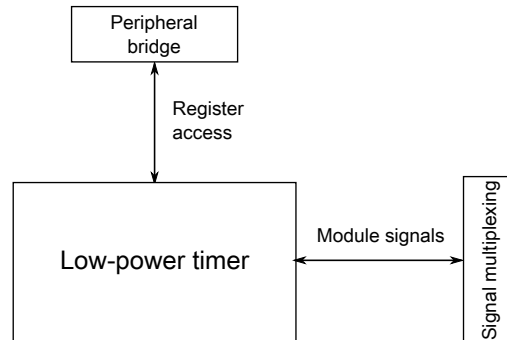 Peripheral
bridge
Register
access
Low-power timer
Module signals
Signal multiplexing